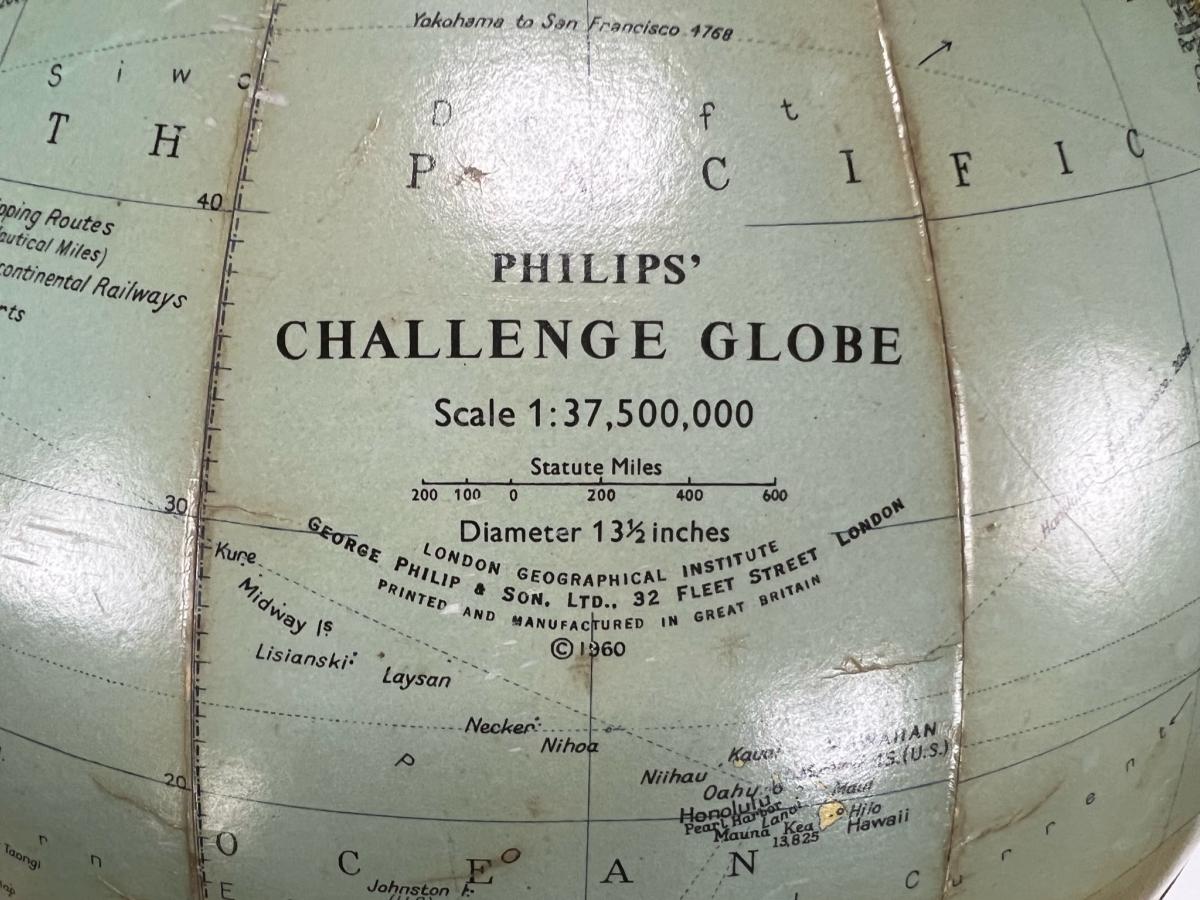 Yokohama to San Francisco 4768
S i w o
D f t
T H
P A C I F I C
40
pping Routes
autical Miles)
continental Railways
rts
PHILIPS'
CHALLENGE GLOBE
Scale 1:37,500,000
Statute Miles
200 100 0 200 400 600
Diameter 13½ inches
30
LONDON GEOGRAPHICAL INSTITUTE
GEORGE PHILIP & SON. LTD., 32 FLEET STREET LONDON
PRINTED AND MANUFACTURED IN GREAT BRITAIN
© 1960
Kure
Midway Is
Lisianski
Laysan
Necker
Nihoa
P
Kauai
HAWAIIAN
IS. (U.S.)
Niihau
Oahu
Maui
Honolulu
Pearl Harbor
Lanai
Hilo
Mauna Kea
Hawaii
13,825
20
r n
Taongi
O C E A N
Johnston I.
E
C u r r e n t